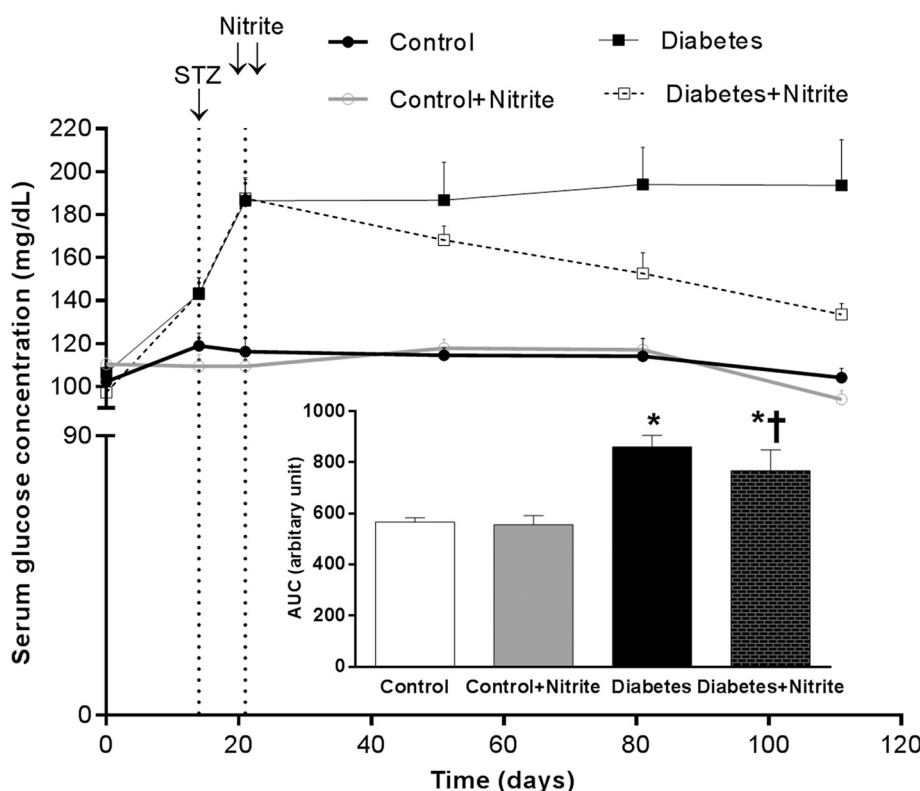 Nitrite
STZ
Control
Diabetes
Control+Nitrite
Diabetes+Nitrite
Serum glucose concentration (mg/dL)
220
200
180
160
140
120
100
90
0
AUC (arbitary unit)
1000
800
600
400
200
0
*
*†
Control
Control+Nitrite
Diabetes
Diabetes+Nitrite
0
20
40
60
80
100
120
Time (days)